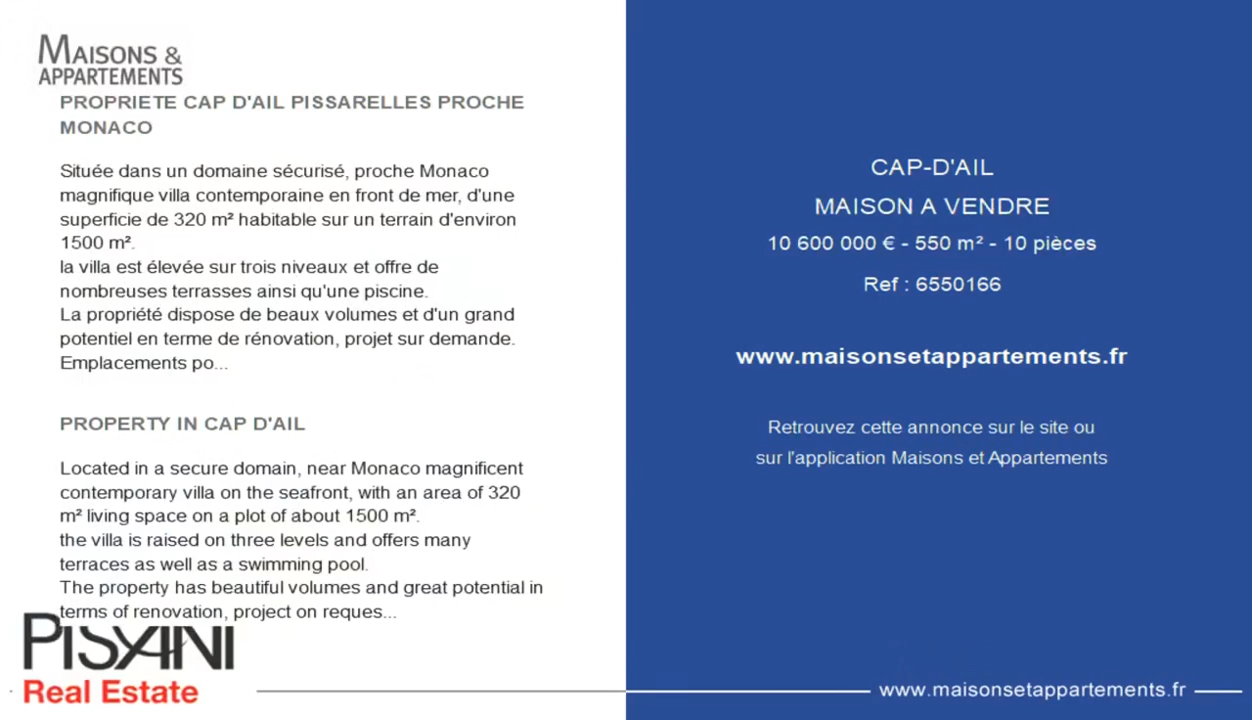 MAISONS &
APPARTEMENTS
PROPRIETE CAP D'AIL PISSARELLES PROCHE
MONACO
Située dans un domaine sécurisé, proche Monaco
magnifique villa contemporaine en front de mer, d'une
superficie de 320 m² habitable sur un terrain d'environ
1500 m².
la villa est élevée sur trois niveaux et offre de
nombreuses terrasses ainsi qu'une piscine.
La propriété dispose de beaux volumes et d'un grand
potentiel en terme de rénovation, projet sur demande.
Emplacements po...
PROPERTY IN CAP D'AIL
Located in a secure domain, near Monaco magnificent
contemporary villa on the seafront, with an area of 320
m² living space on a plot of about 1500 m².
the villa is raised on three levels and offers many
terraces as well as a swimming pool.
The property has beautiful volumes and great potential in
terms of renovation, project on reques...
PISANI
Real Estate
CAP-D'AIL
MAISON A VENDRE
10 600 000 € - 550 m² - 10 pièces
Ref : 6550166
www.maisonsetappartements.fr
Retrouvez cette annonce sur le site ou
sur l'application Maisons et Appartements
www.maisonsetappartements.fr